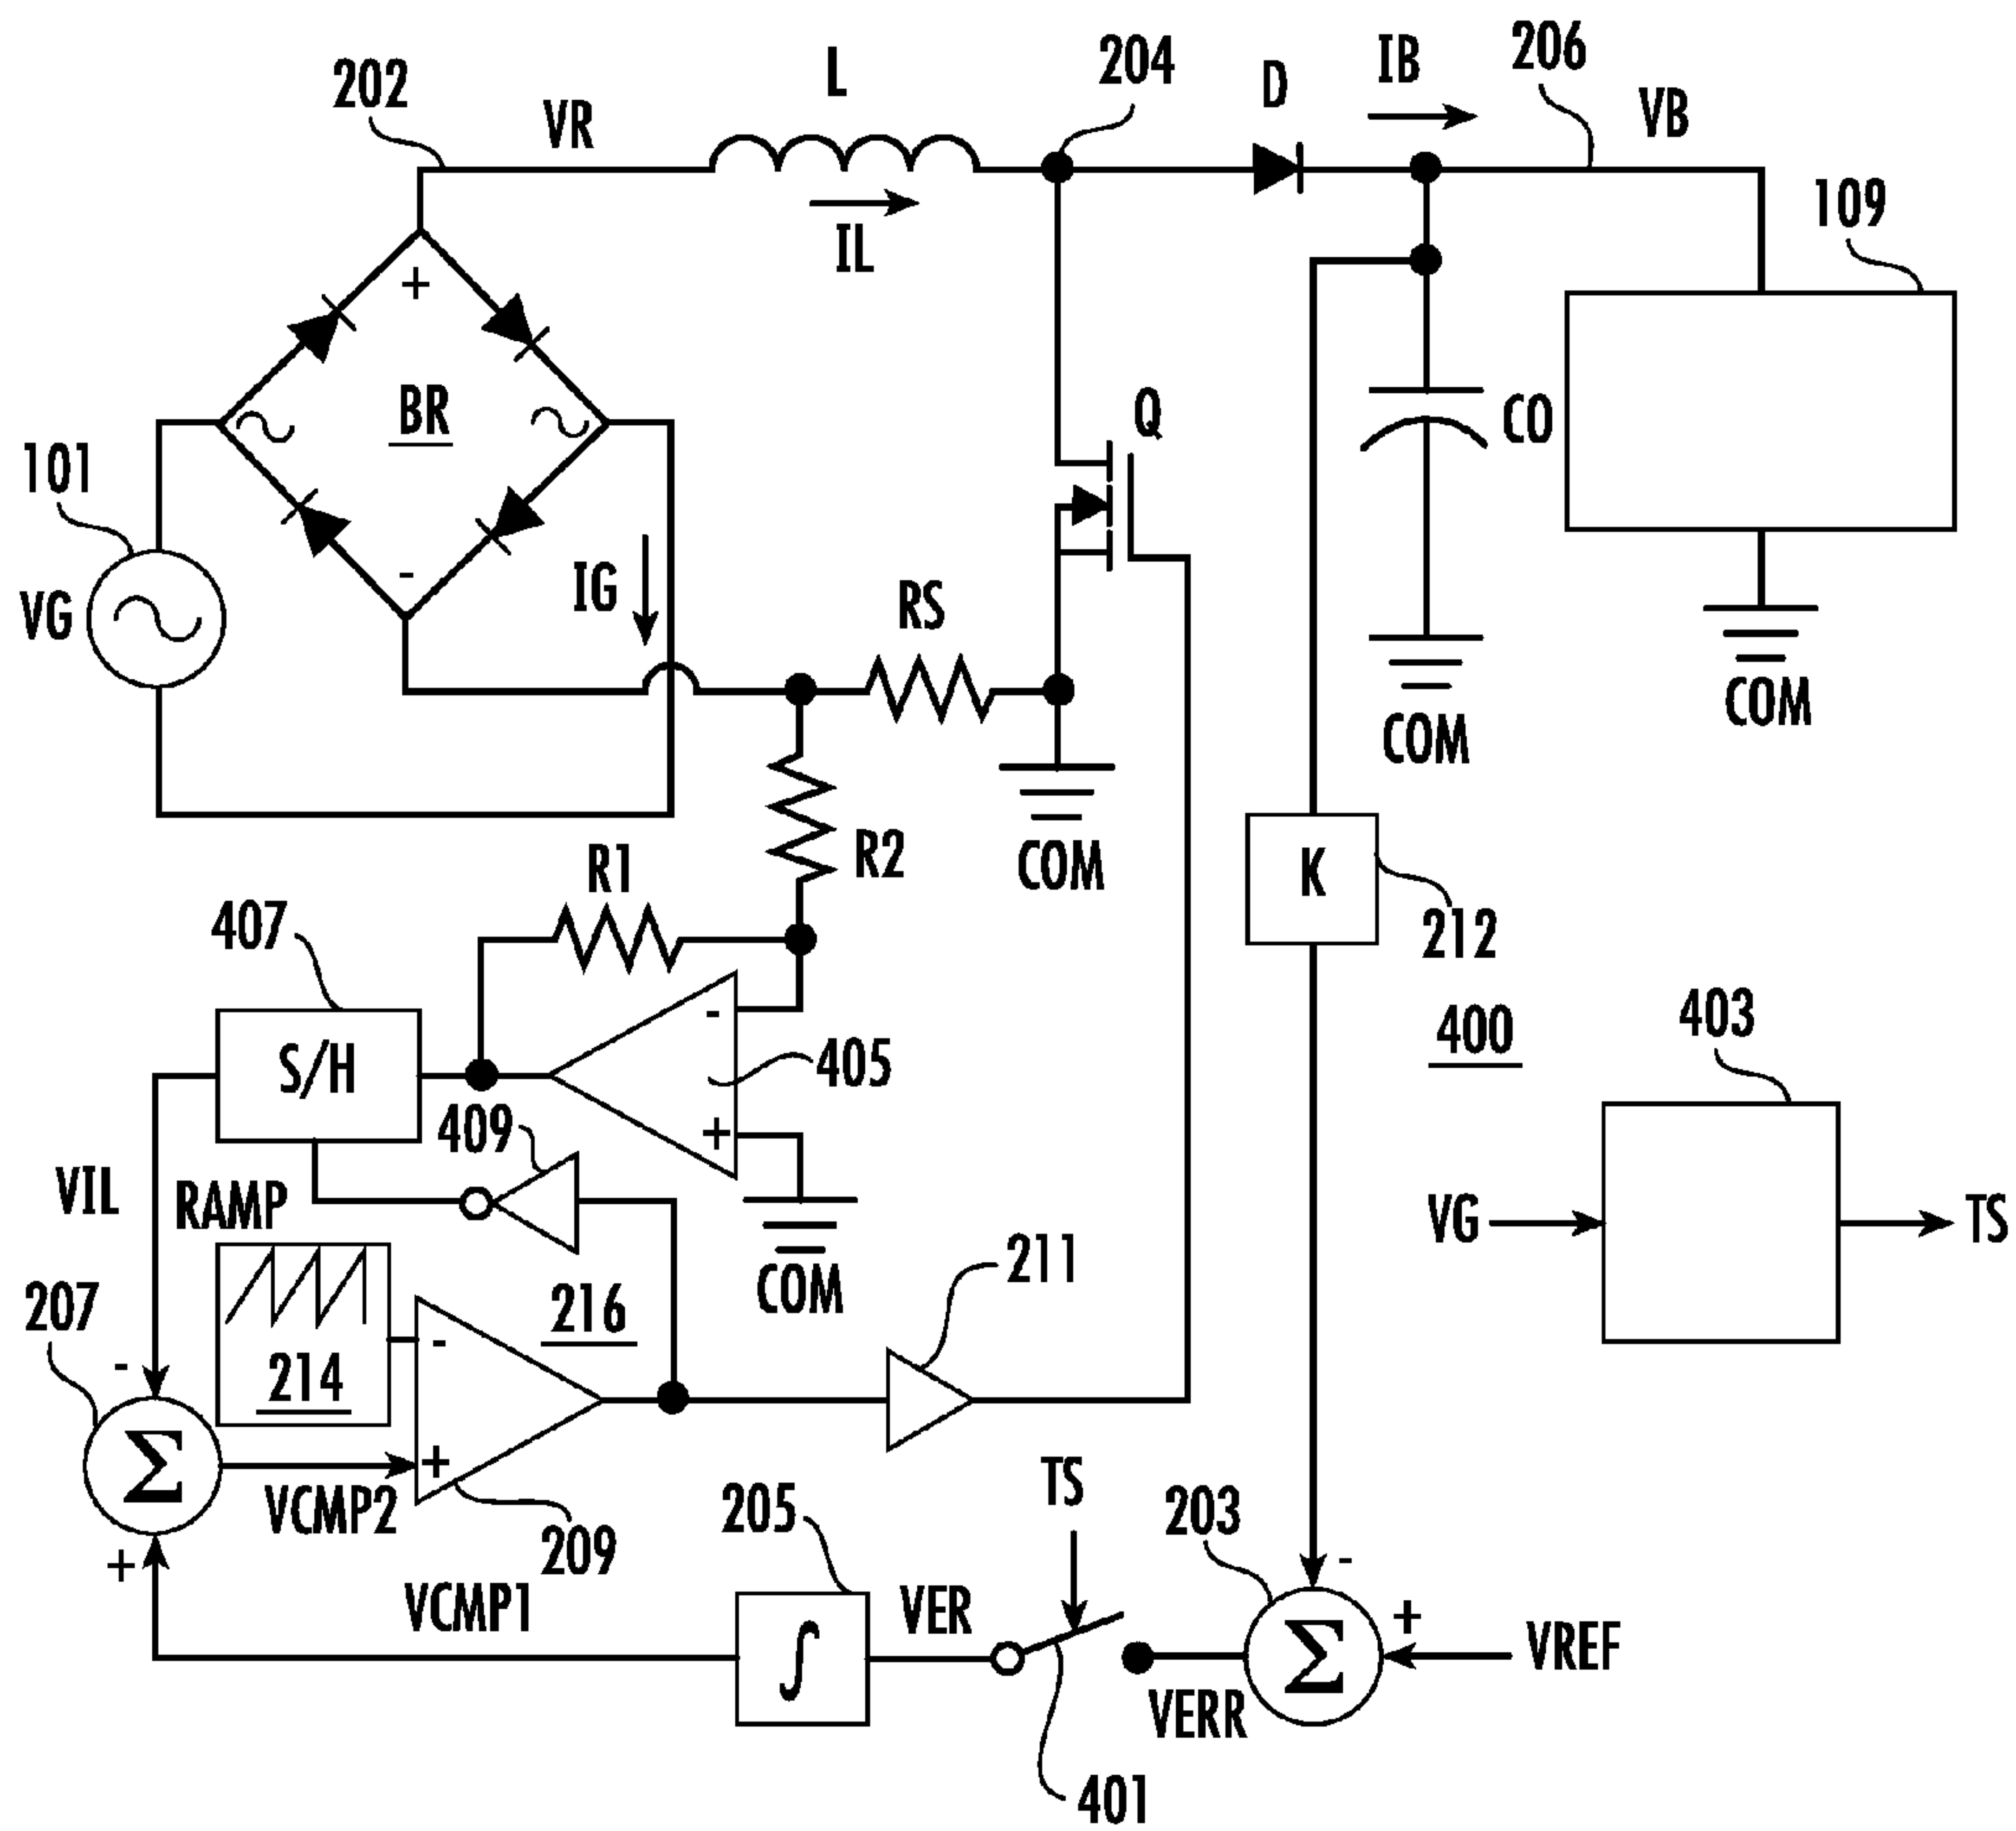 202
VR
L
IL
204
D
IB
206
VB
109
+
BR
-
101
VG
IG
Q
CO
RS
COM
COM
COM
R2
R1
K
212
407
S/H
-
+
405
409
COM
400
403
VG
TS
VIL
RAMP
214
207
-
+
Σ
-
+
216
209
211
VCMP2
VCMP1
205
∫
VER
TS
401
VERR
203
-
+
Σ
VREF